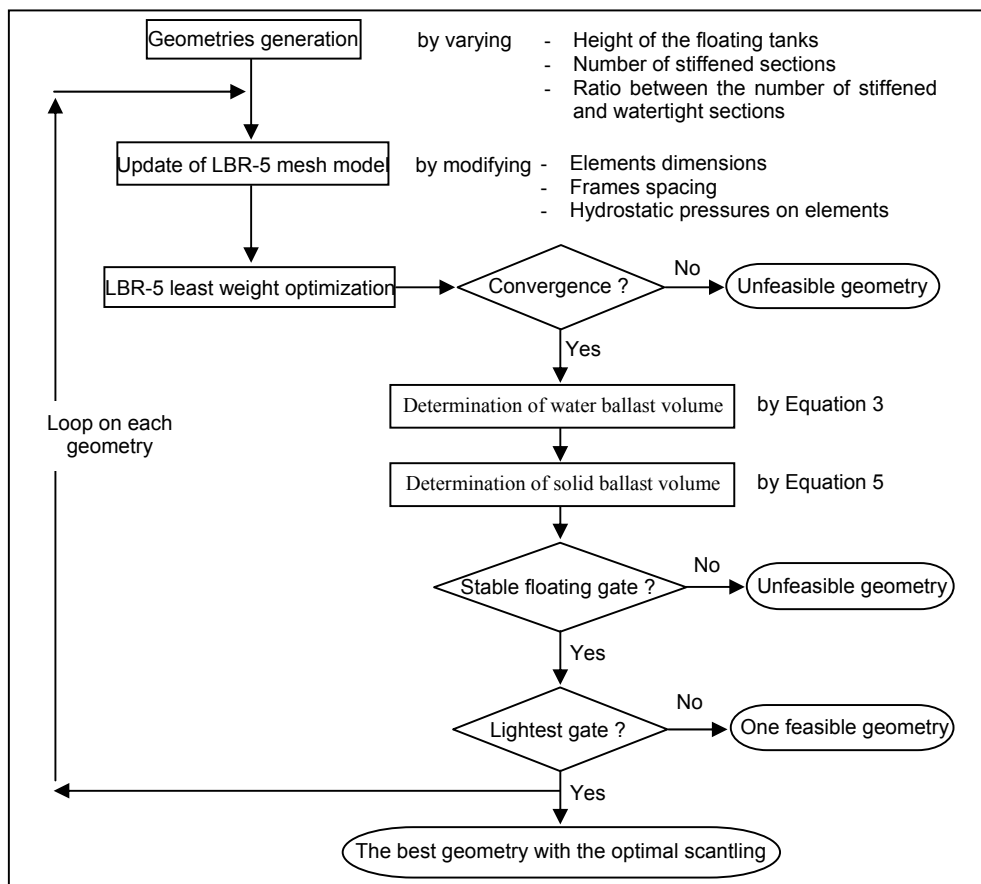 Geometries generation
by varying
- Height of the floating tanks
- Number of stiffened sections
- Ratio between the number of stiffened
and watertight sections
Update of LBR-5 mesh model
by modifying
- Elements dimensions
- Frames spacing
- Hydrostatic pressures on elements
LBR-5 least weight optimization
Convergence ?
No
Unfeasible geometry
Yes
Determination of water ballast volume
by Equation 3
Loop on each
geometry
Determination of solid ballast volume
by Equation 5
Stable floating gate ?
No
Unfeasible geometry
Yes
Lightest gate ?
No
One feasible geometry
Yes
The best geometry with the optimal scantling